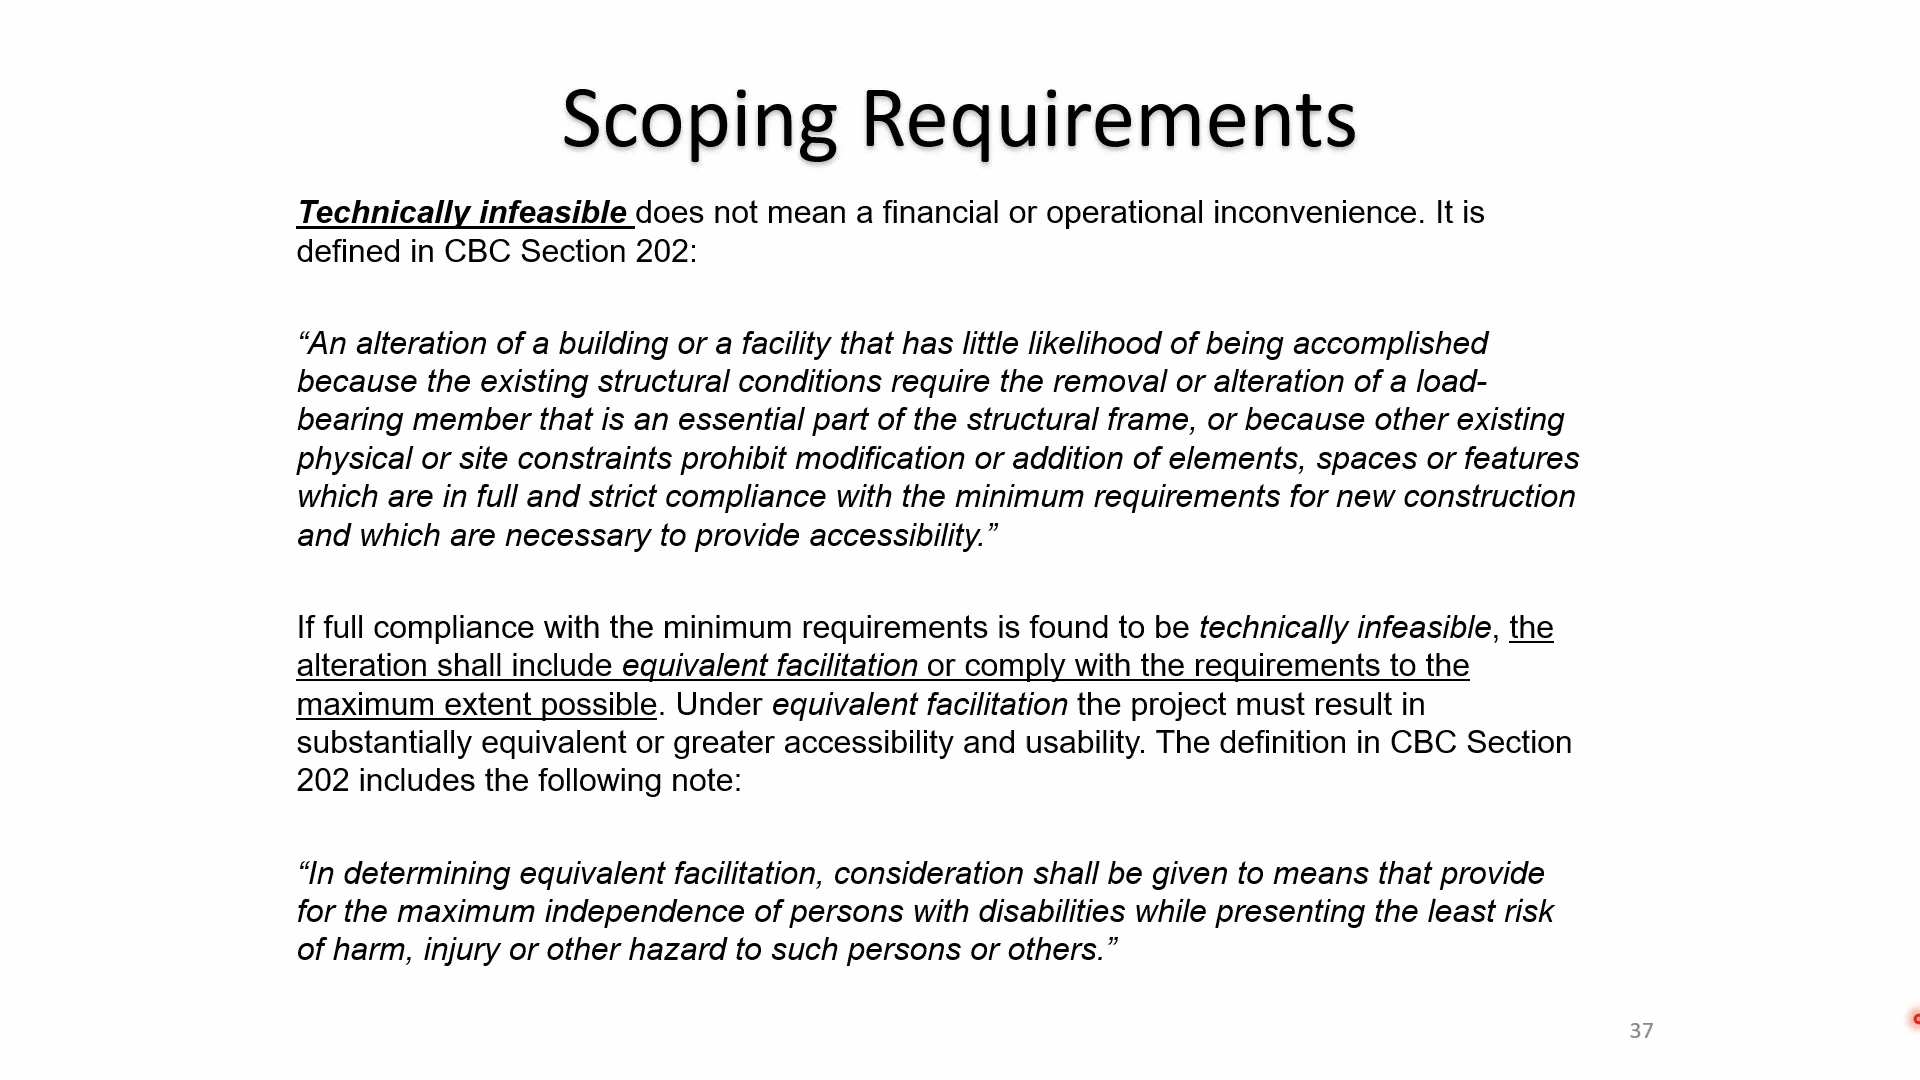 Scoping Requirements
Technically infeasible does not mean a financial or operational inconvenience. It is
defined in CBC Section 202:
“An alteration of a building or a facility that has little likelihood of being accomplished
because the existing structural conditions require the removal or alteration of a load-
bearing member that is an essential part of the structural frame, or because other existing
physical or site constraints prohibit modification or addition of elements, spaces or features
which are in full and strict compliance with the minimum requirements for new construction
and which are necessary to provide accessibility.”
If full compliance with the minimum requirements is found to be technically infeasible, the
alteration shall include equivalent facilitation or comply with the requirements to the
maximum extent possible. Under equivalent facilitation the project must result in
substantially equivalent or greater accessibility and usability. The definition in CBC Section
202 includes the following note:
“In determining equivalent facilitation, consideration shall be given to means that provide
for the maximum independence of persons with disabilities while presenting the least risk
of harm, injury or other hazard to such persons or others.”
37